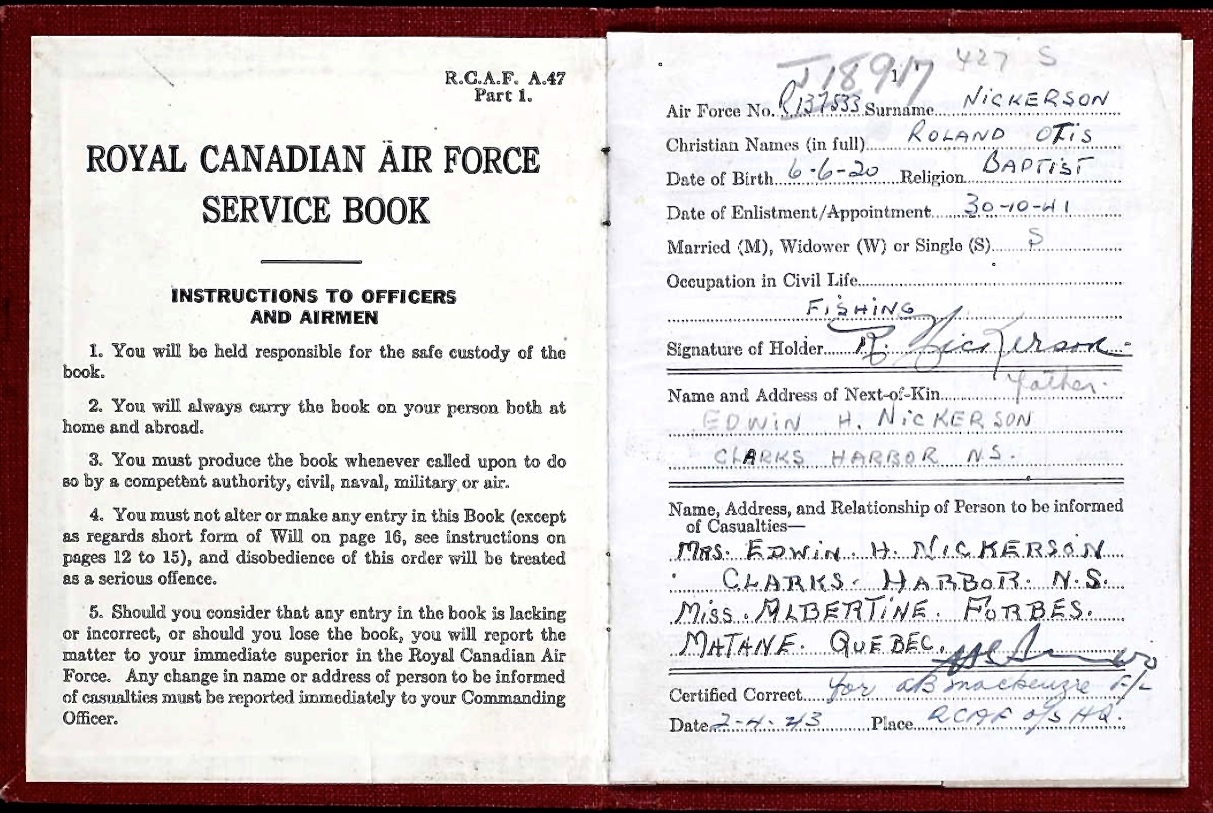 R.C.A.F. A.47
Part 1.
ROYAL CANADIAN AIR FORCE
SERVICE BOOK
INSTRUCTIONS TO OFFICERS
AND AIRMEN
1. You will be held responsible for the safe custody of the
book.
2. You will always carry the book on your person both at
home and abroad.
3. You must produce the book whenever called upon to do
so by a competent authority, civil, naval, military or air.
4. You must not alter or make any entry in this Book (except
as regards short form of Will on page 16, see instructions on
pages 12 to 15), and disobedience of this order will be treated
as a serious offence.
5. Should you consider that any entry in the book is lacking
or incorrect, or should you lose the book, you will report the
matter to your immediate superior in the Royal Canadian Air
Force. Any change in name or address of person to be informed
of casualties must be reported immediately to your Commanding
Officer.
427 S
J18917
1
Air Force No. R137533 Surname NICKERSON
Christian Names (in full) ROLAND OTIS
Date of Birth 6-6-20 Religion BAPTIST
Date of Enlistment/Appointment 30-10-41
Married (M), Widower (W) or Single (S) S
Occupation in Civil Life
FISHING
Signature of Holder R. Nickerson
Name and Address of Next-of-Kin Father.
EDWIN H. NICKERSON
CLARKS HARBOR N.S.
Name, Address, and Relationship of Person to be informed
of Casualties—
MRS. EDWIN. H. NICKERSON
CLARKS. HARBOR. N.S.
MISS. ALBERTINE. FORBES.
MATANE. QUEBEC.
Certified Correct for AB Mackenzie F/L
Date 2-4-43 Place RCAF O/S HQ.